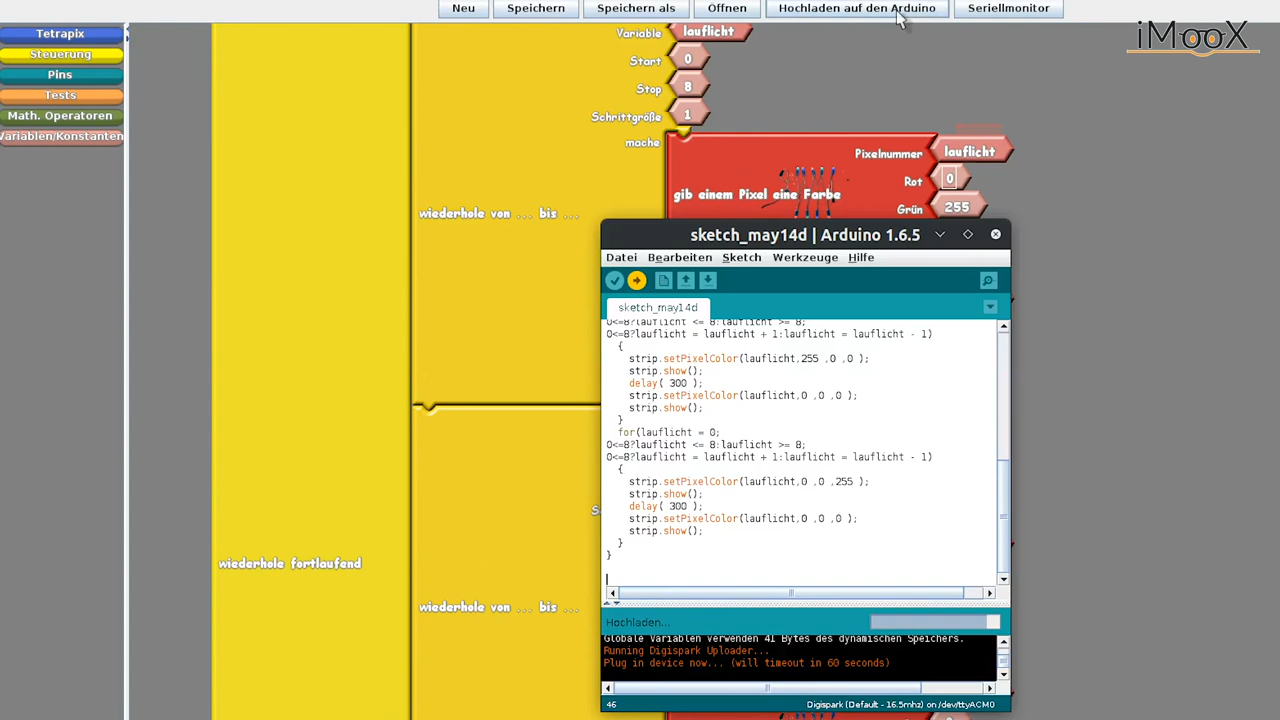 Neu Speichern Speichern als Öffnen Hochladen auf den Arduino Seriellmonitor
iMooX
Tetrapix
Steuerung
Pins
Tests
Math. Operatoren
Variablen/Konstanten
Variable lauflicht
Start 0
Stop 8
Schrittgröße 1
mache
Pixelnummer lauflicht
Rot 0
gib einem Pixel eine Farbe
Grün 255
wiederhole von ... bis ...
wiederhole fortlaufend
wiederhole von ... bis ...
sketch_may14d | Arduino 1.6.5
Datei Bearbeiten Sketch Werkzeuge Hilfe
sketch_may14d
0<=8?lauflicht <= 8:lauflicht >= 8;
0<=8?lauflicht = lauflicht + 1:lauflicht = lauflicht - 1)
{
strip.setPixelColor(lauflicht,255 ,0 ,0 );
strip.show();
delay( 300 );
strip.setPixelColor(lauflicht,0 ,0 ,0 );
strip.show();
}
for(lauflicht = 0;
0<=8?lauflicht <= 8:lauflicht >= 8;
0<=8?lauflicht = lauflicht + 1:lauflicht = lauflicht - 1)
{
strip.setPixelColor(lauflicht,0 ,0 ,255 );
strip.show();
delay( 300 );
strip.setPixelColor(lauflicht,0 ,0 ,0 );
strip.show();
}
}
Hochladen...
Globale Variablen verwenden 41 Bytes des dynamischen Speichers.
Running Digispark Uploader...
Plug in device now... (will timeout in 60 seconds)
46 Digispark (Default - 16.5mhz) on /dev/ttyACM0